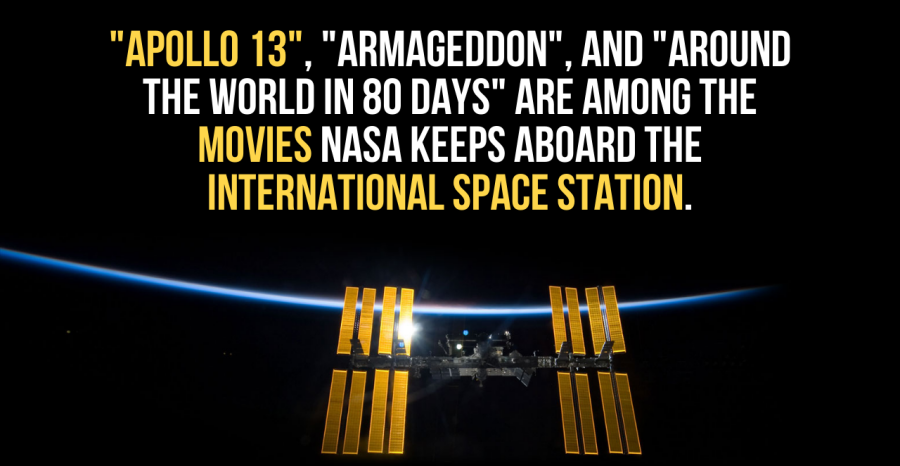 "APOLLO 13", "ARMAGEDDON", AND "AROUND
THE WORLD IN 80 DAYS" ARE AMONG THE
MOVIES NASA KEEPS ABOARD THE
INTERNATIONAL SPACE STATION.